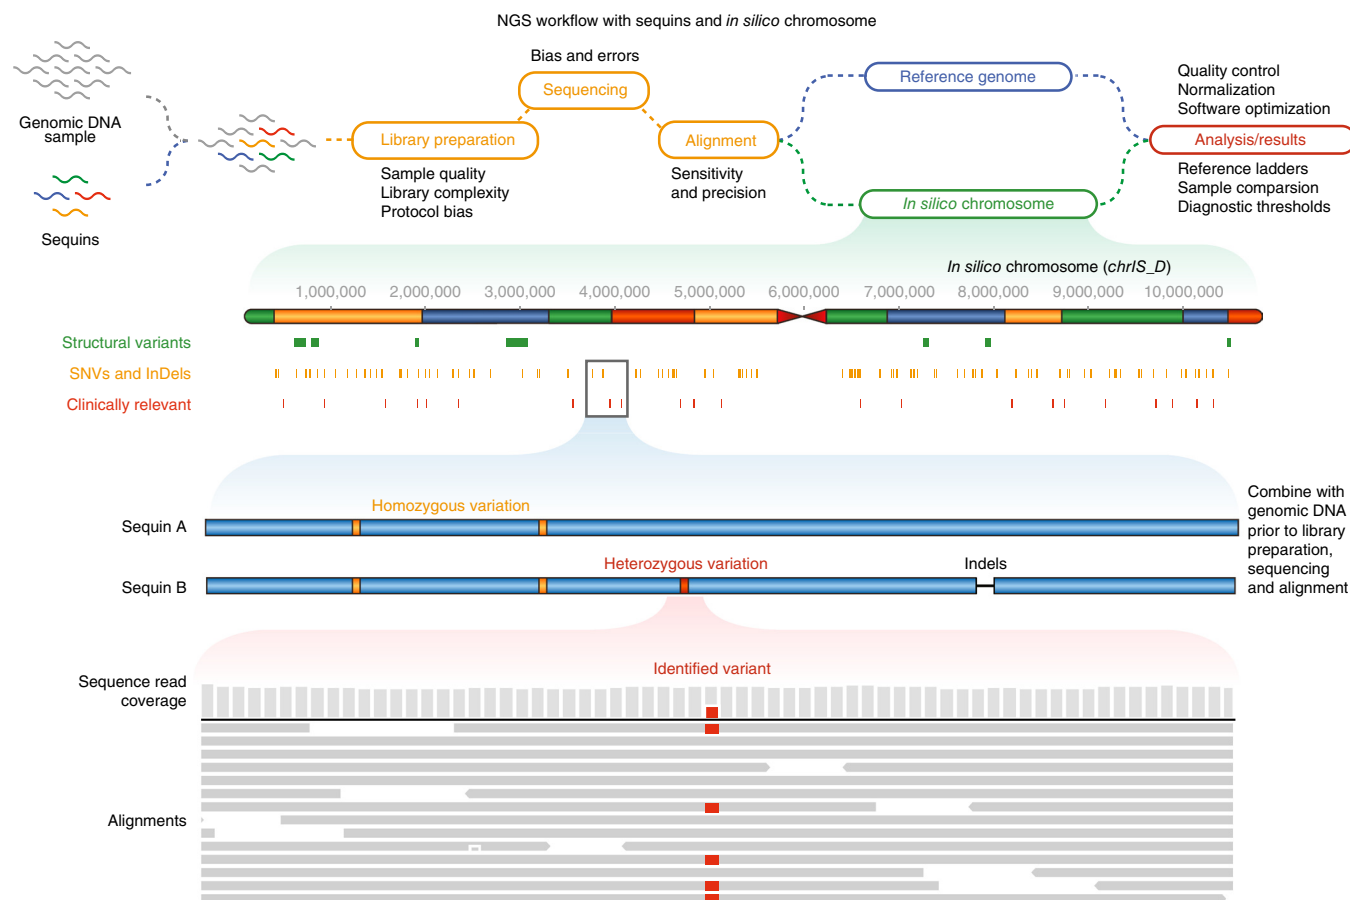 NGS workflow with sequins and in silico chromosome
Genomic DNA
sample
Sequins
Library preparation
Sample quality
Library complexity
Protocol bias
Bias and errors
Sequencing
Alignment
Sensitivity
and precision
Reference genome
In silico chromosome
Quality control
Normalization
Software optimization
Analysis/results
Reference ladders
Sample comparsion
Diagnostic thresholds
In silico chromosome (chrIS_D)
1,000,000 2,000,000 3,000,000 4,000,000 5,000,000 6,000,000 7,000,000 8,000,000 9,000,000 10,000,000
Structural variants
SNVs and InDels
Clinically relevant
Homozygous variation
Sequin A
Heterozygous variation
Indels
Sequin B
Combine with
genomic DNA
prior to library
preparation,
sequencing
and alignment
Identified variant
Sequence read
coverage
Alignments